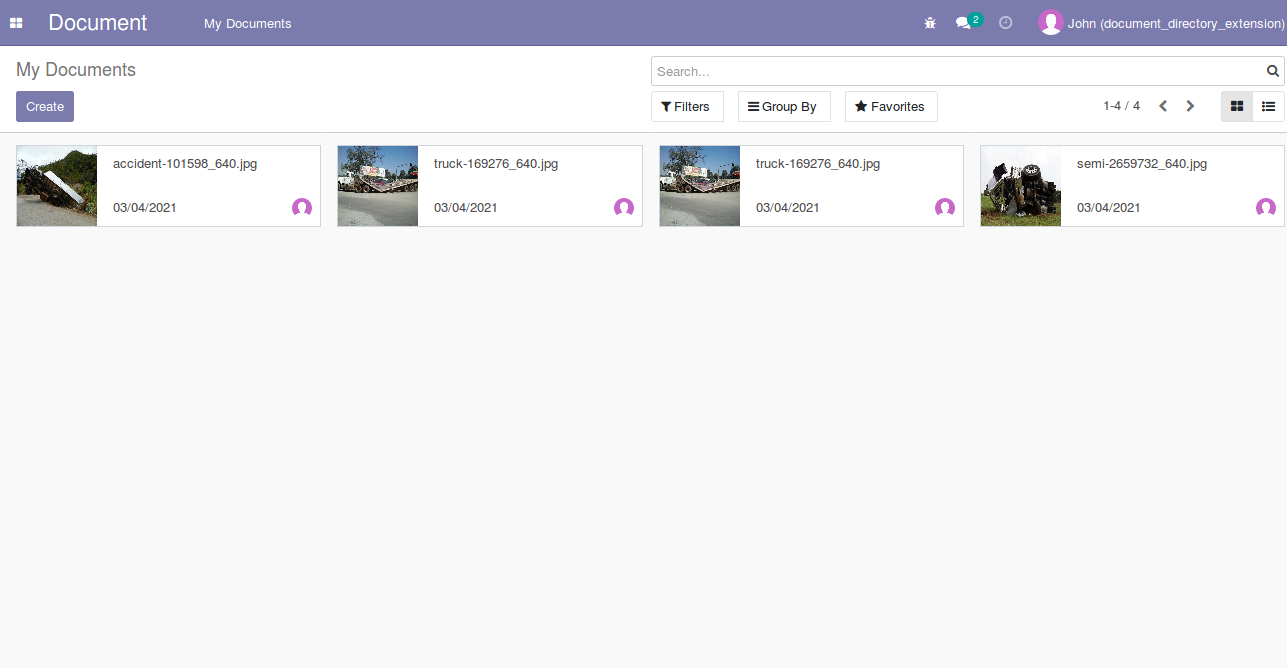 Document
My Documents
2
John (document_directory_extension)
My Documents
Search...
Create
Filters
Group By
Favorites
1-4 / 4
accident-101598_640.jpg
03/04/2021
truck-169276_640.jpg
03/04/2021
truck-169276_640.jpg
03/04/2021
semi-2659732_640.jpg
03/04/2021